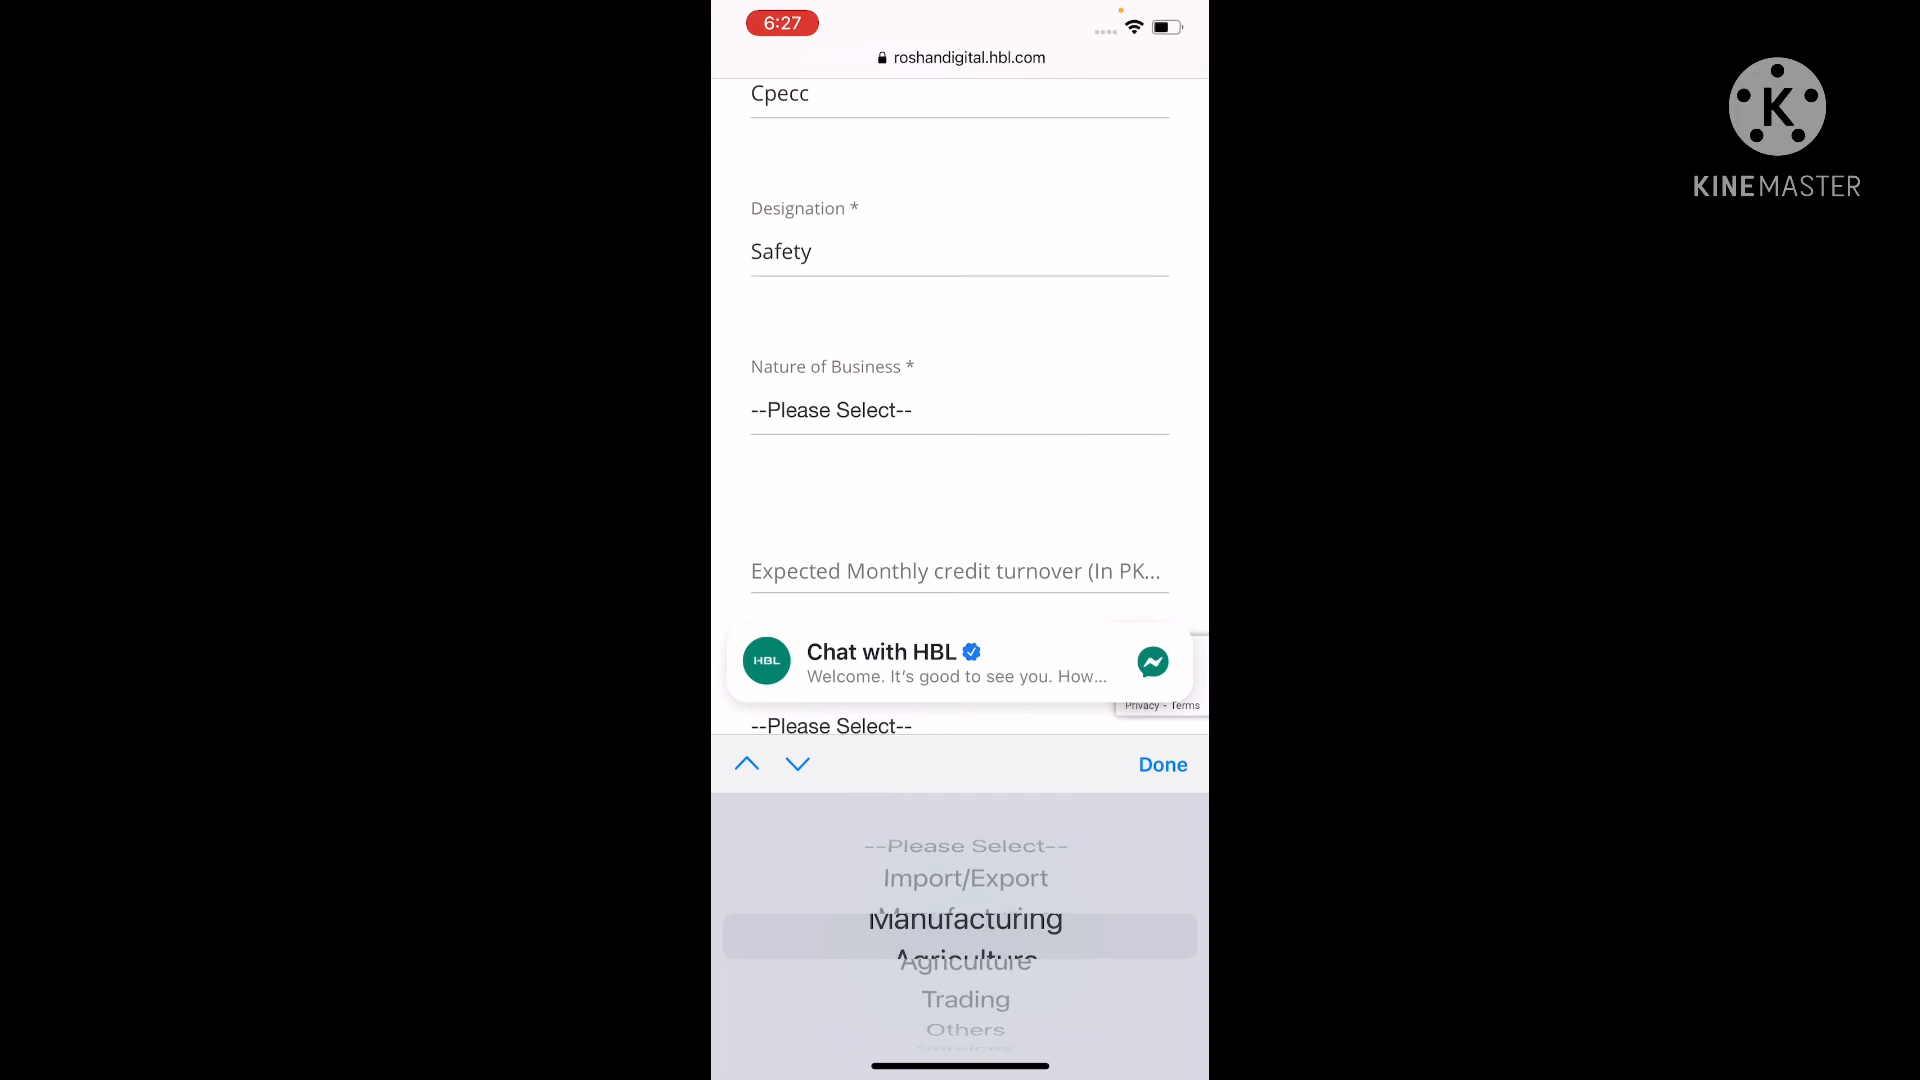 6:27
roshandigital.hbl.com
Cpecc
Designation *
Safety
Nature of Business *
--Please Select--
Expected Monthly credit turnover (In PK...
HBL
Chat with HBL
Welcome. It's good to see you. How...
Privacy - Terms
--Please Select--
Done
--Please Select--
Import/Export
Manufacturing
Agriculture
Trading
Others
Services
K
KINEMASTER